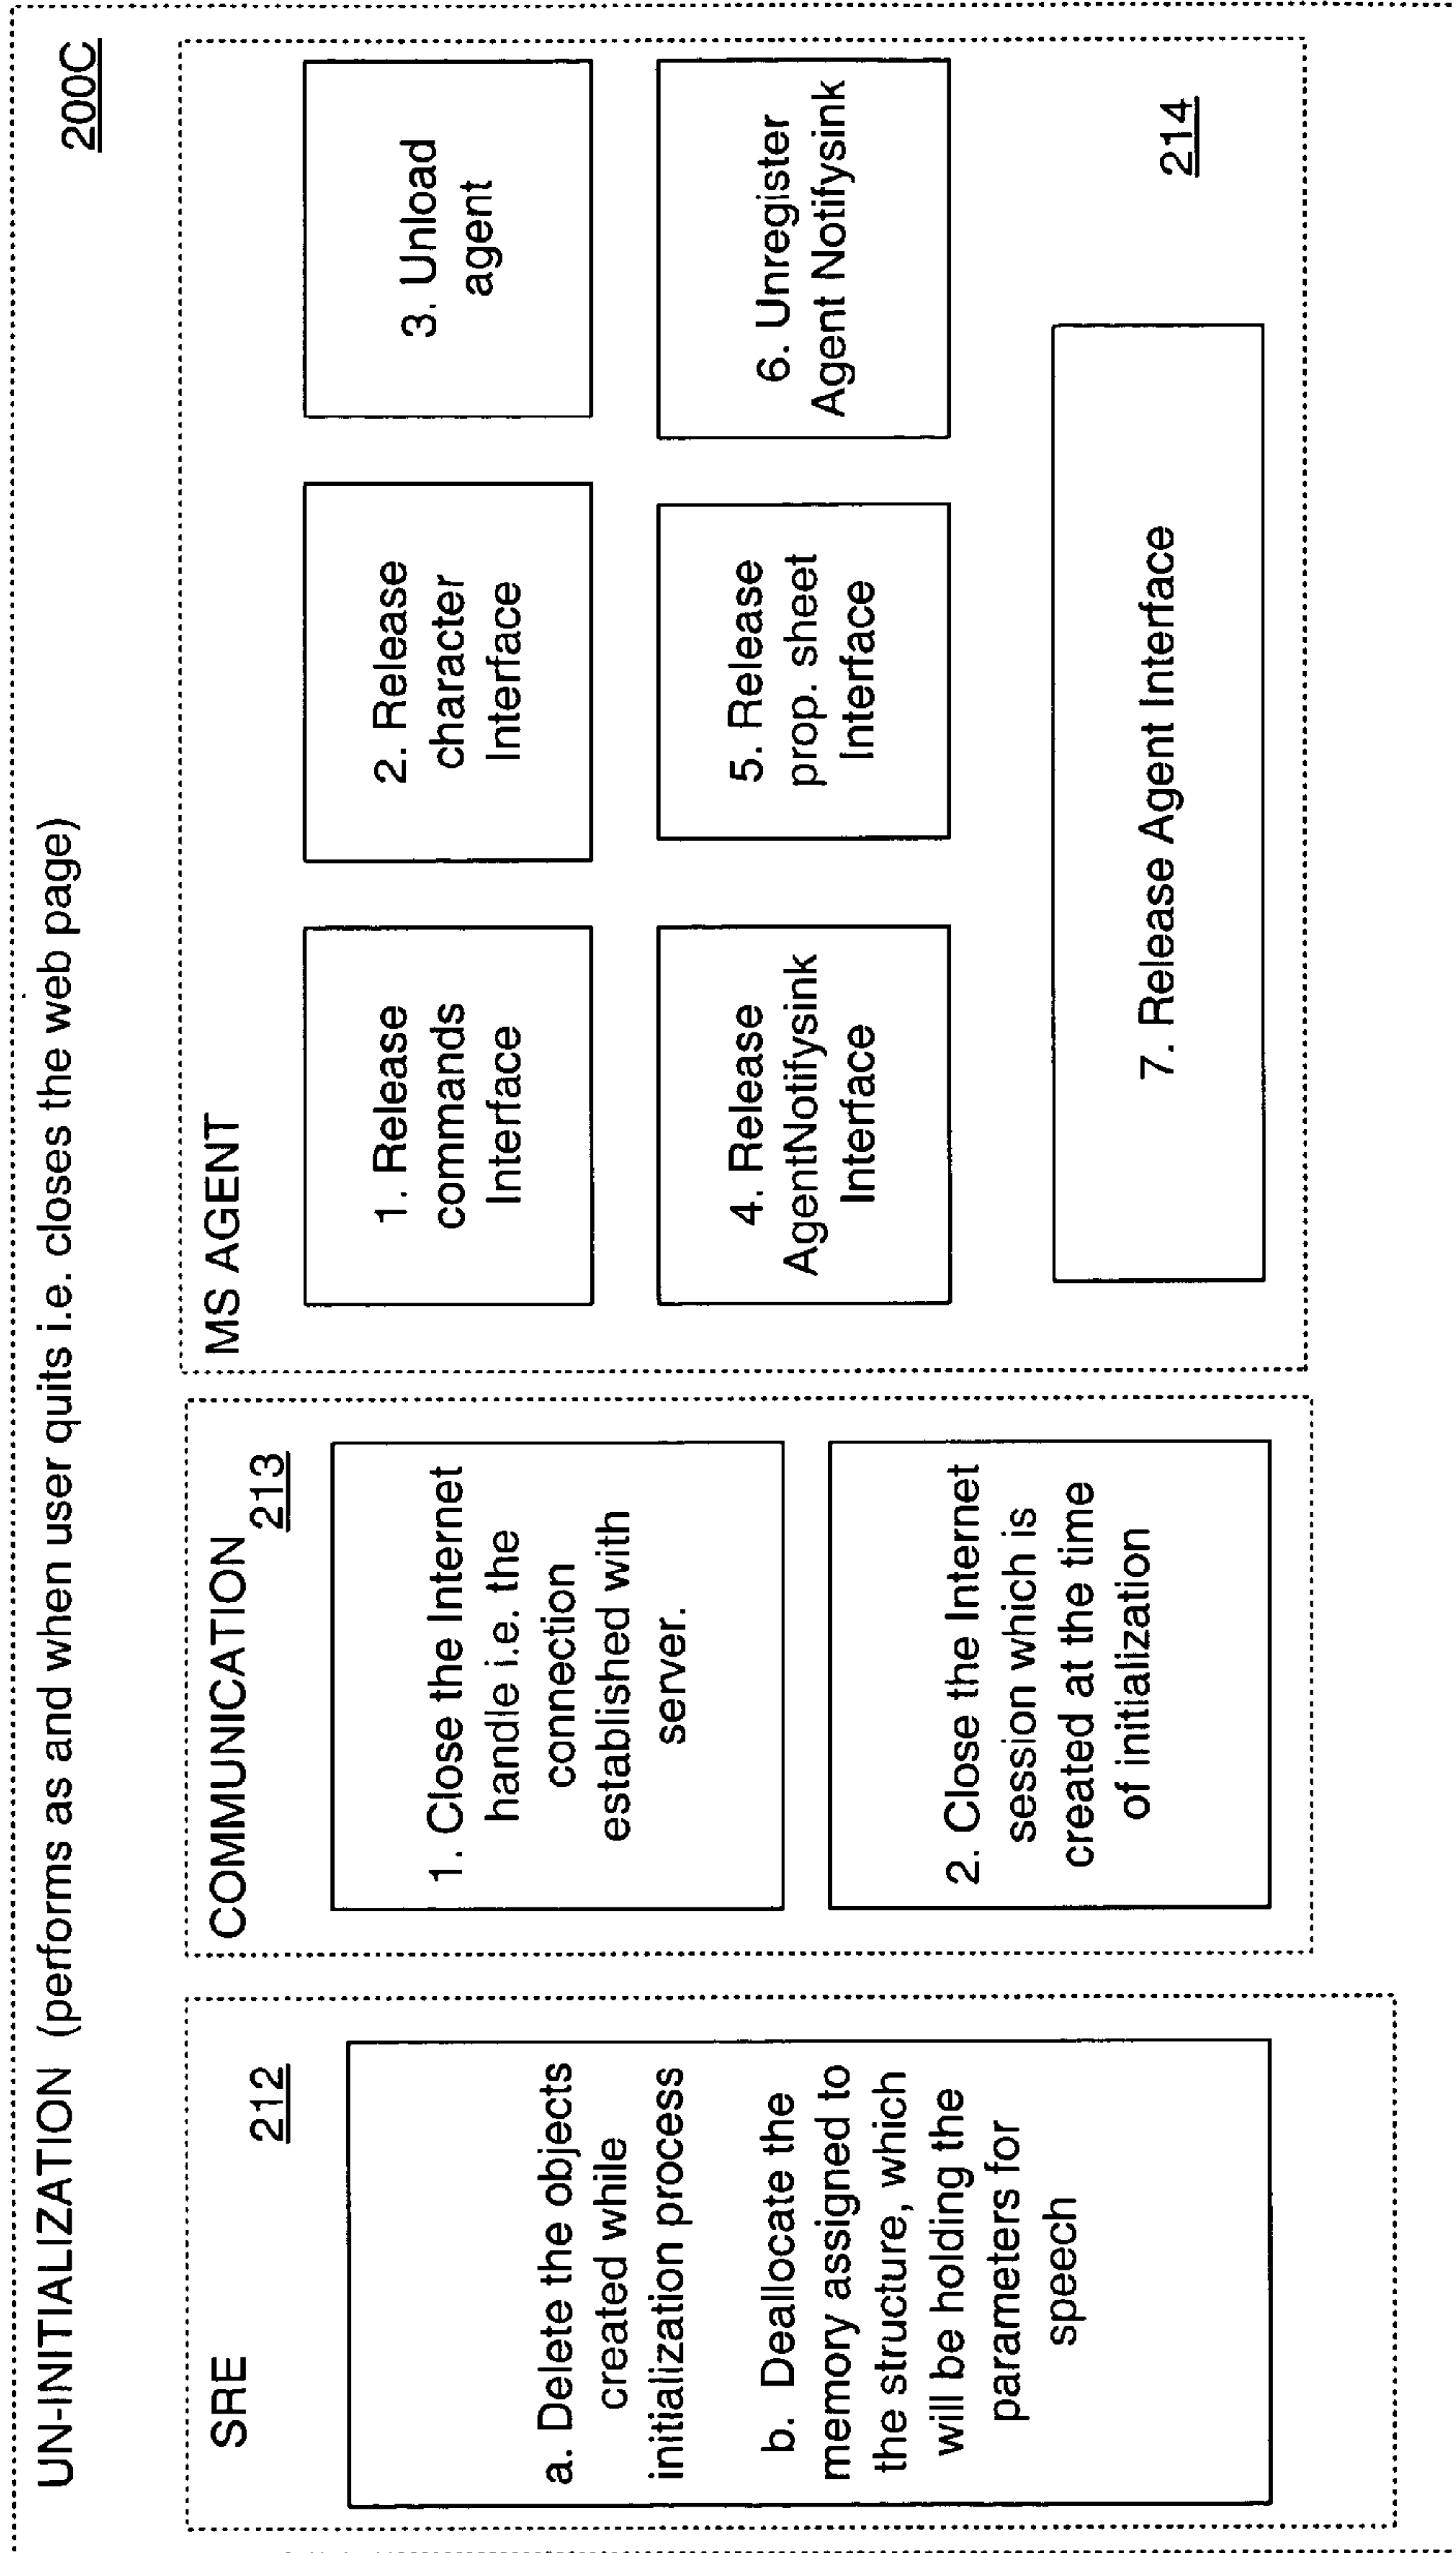 UN-INITIALIZATION (performs as and when user quits i.e. closes the web page)
200C
SRE
212
a. Delete the objects
created while
initialization process
b. Deallocate the
memory assigned to
the structure, which
will be holding the
parameters for
speech
COMMUNICATION
213
1. Close the Internet
handle i.e. the
connection
established with
server.
2. Close the Internet
session which is
created at the time
of initialization
MS AGENT
1. Release
commands
Interface
2. Release
character
Interface
3. Unload
agent
4. Release
AgentNotifysink
Interface
5. Release
prop. sheet
Interface
6. Unregister
Agent Notifysink
7. Release Agent Interface
214